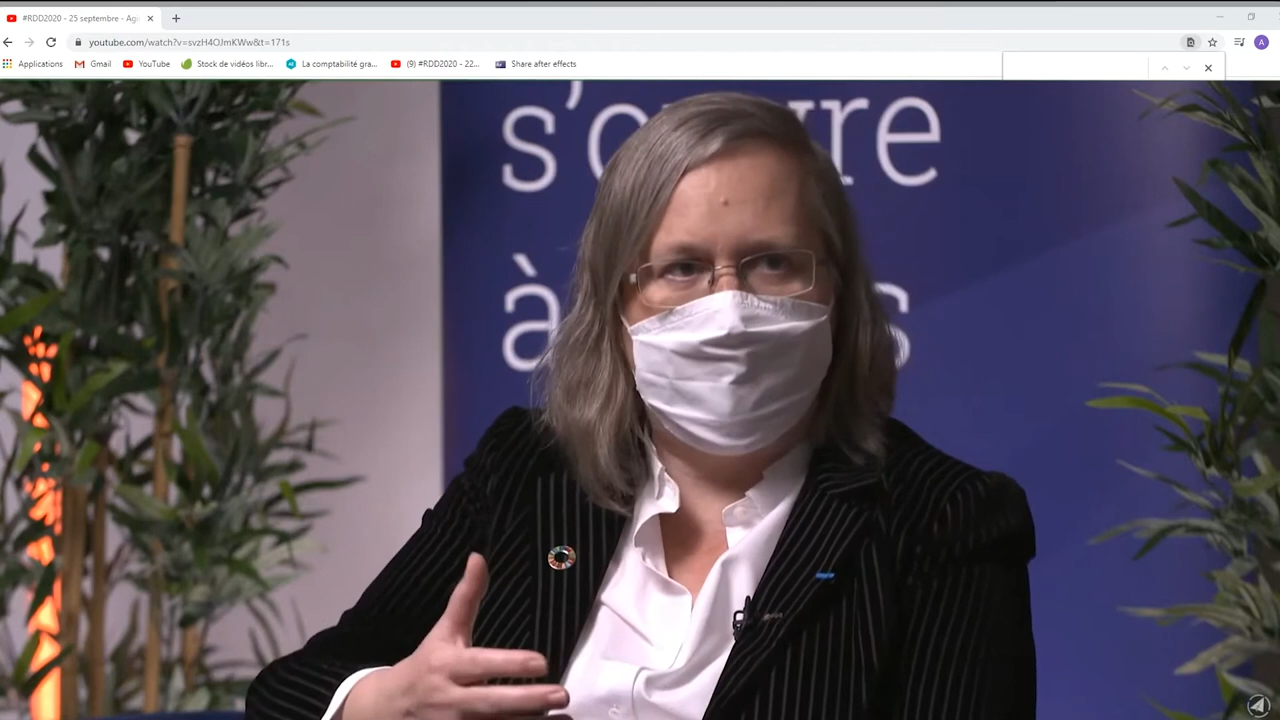 #RDD2020 - 25 septembre - Age
youtube.com/watch?v=svzH4OJmKWw&t=171s
A
Applications
Gmail
YouTube
Stock de vidéos libr...
La comptabilité gra...
(9) #RDD2020 - 22...
Share after effects
s'ouvre
à
s